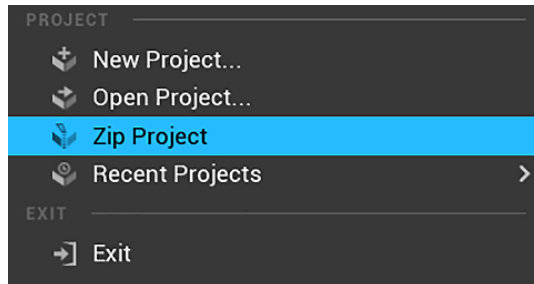 PROJECT
New Project...
Open Project...
Zip Project
Recent Projects
EXIT
Exit